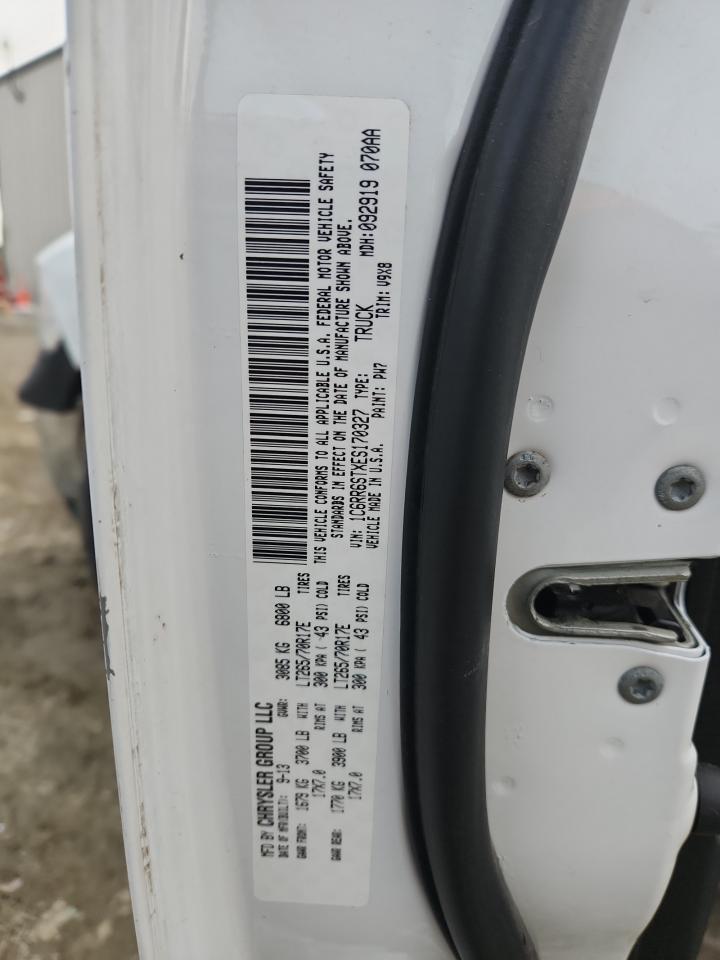 MFD BY CHRYSLER GROUP LLC
DATE OF MFR(BUILT): 9-13 GVWR: 3085 KG 6800 LB
GAWR FRONT: 1679 KG 3700 LB WITH LT265/70R17E TIRES
17X7.0 RIMS AT 300 KPA ( 43 PSI) COLD
GAWR REAR: 1770 KG 3900 LB WITH LT265/70R17E TIRES
17X7.0 RIMS AT 300 KPA ( 43 PSI) COLD
THIS VEHICLE CONFORMS TO ALL APPLICABLE U.S.A. FEDERAL MOTOR VEHICLE SAFETY
STANDARDS IN EFFECT ON THE DATE OF MANUFACTURE SHOWN ABOVE.
VIN: 1C6RR6STXES170327 TYPE: TRUCK MDH:092919 070AA
VEHICLE MADE IN U.S.A. PAINT: PW7 TRIM: V9X8